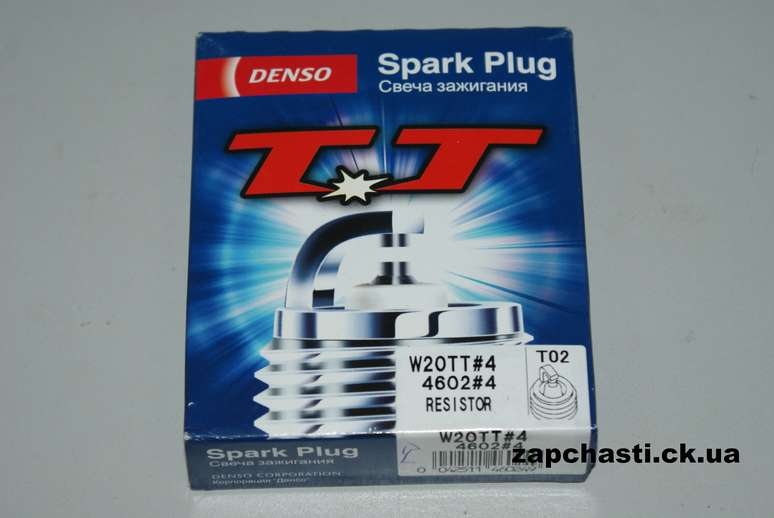 DENSO
Spark Plug
Свеча зажигания
TT
W20TT#4
4602#4
RESISTOR
T02
W20TT#4
4602#4
Spark Plug
Свеча зажигания
DENSO CORPORATION
Корпорация "Денсо"
zapchasti.ck.ua